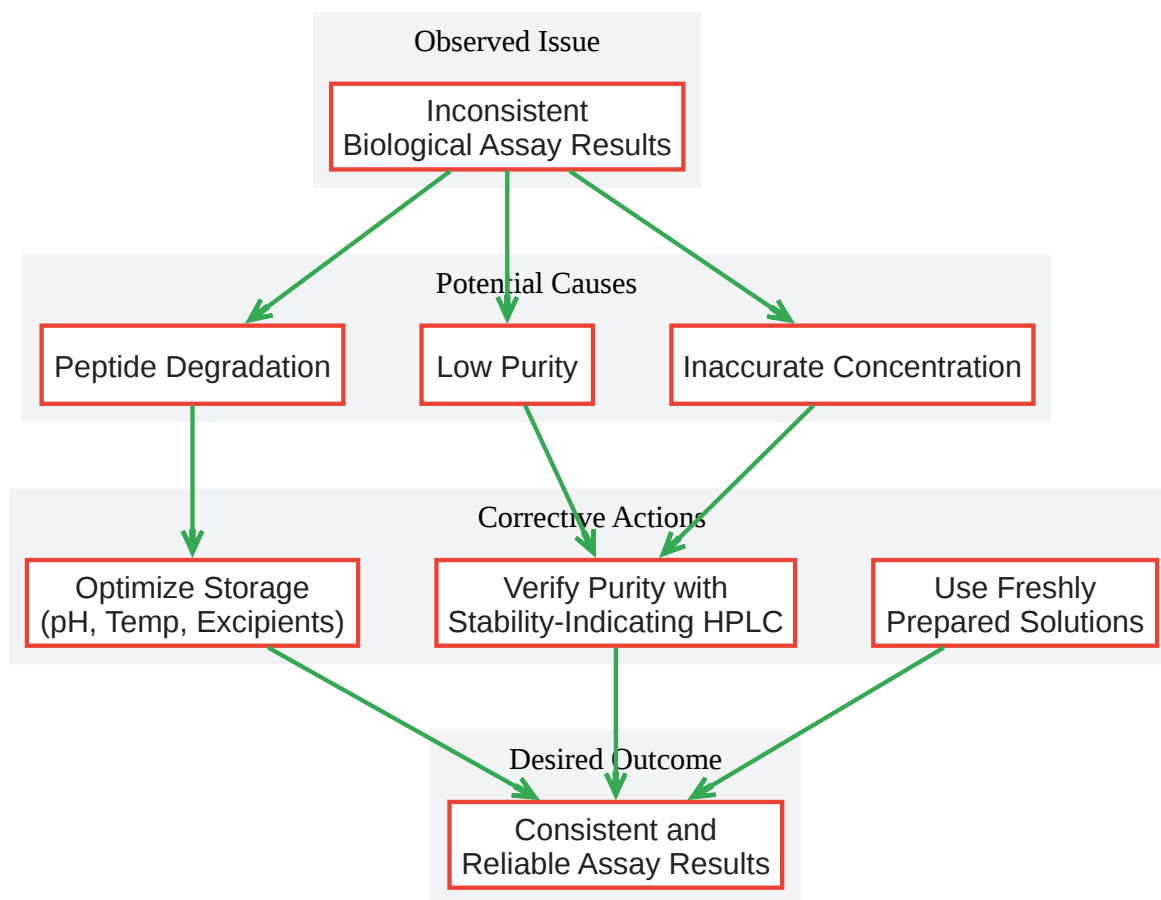 Observed Issue
Inconsistent
Biological Assay Results
Potential Causes
Peptide Degradation
Low Purity
Inaccurate Concentration
Corrective Actions
Optimize Storage
(pH, Temp, Excipients)
Verify Purity with
Stability-Indicating HPLC
Use Freshly
Prepared Solutions
Desired Outcome
Consistent and
Reliable Assay Results